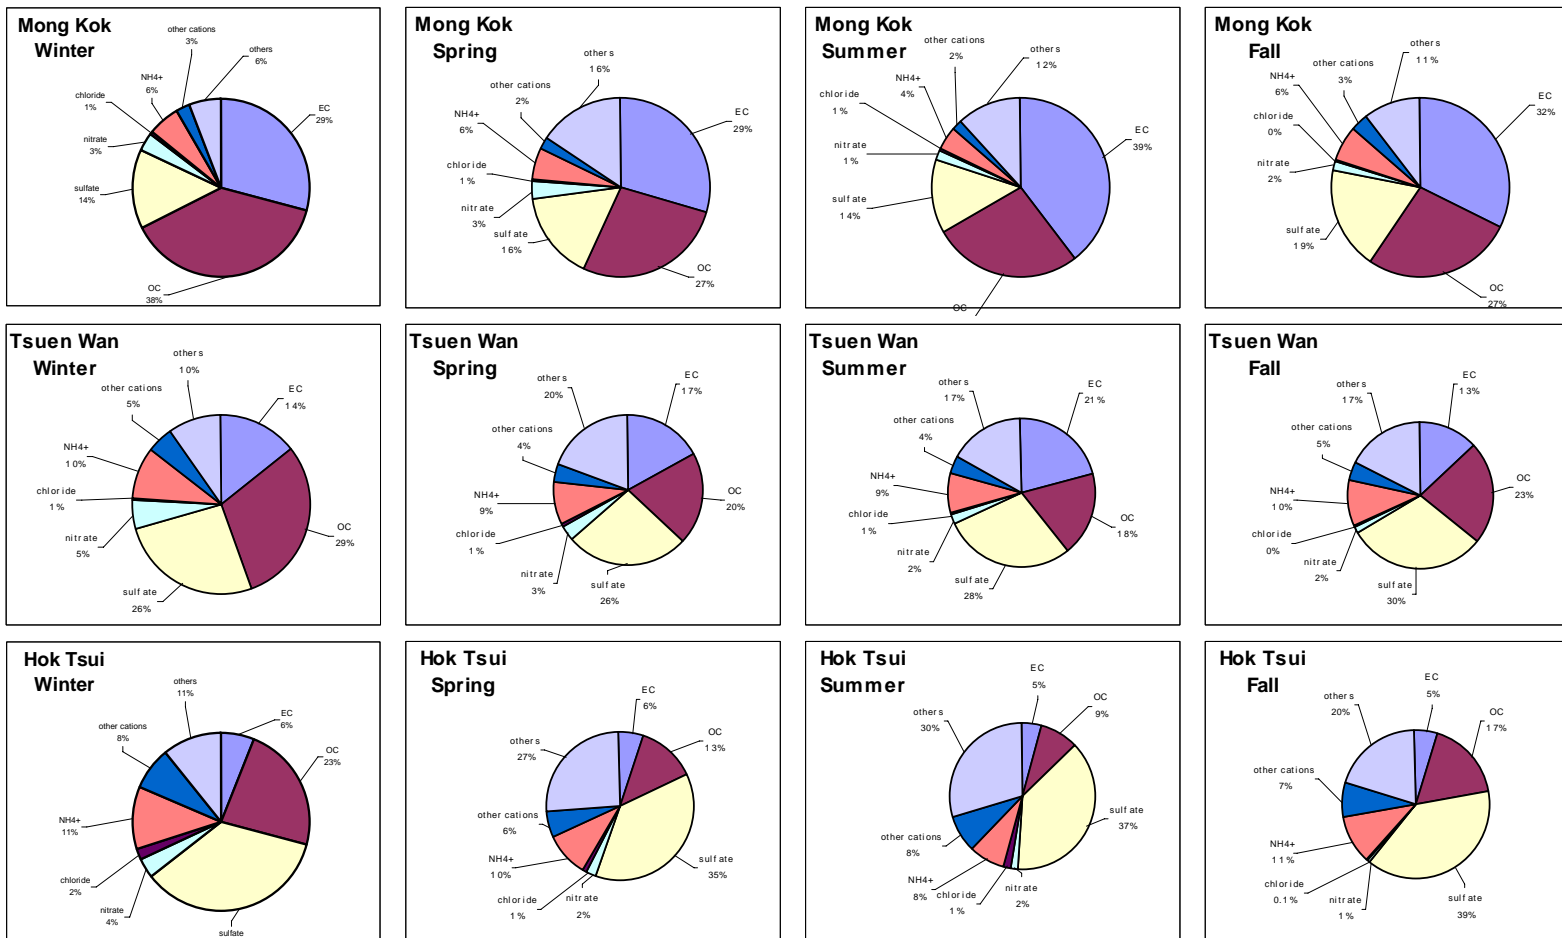 Mong Kok
Winter
other cations
3%
others
6%
NH4+
6%
chloride
1%
nitrate
3%
sulfate
14%
EC
29%
OC
38%
Mong Kok
Spring
others
16%
other cations
2%
NH4+
6%
chloride
1%
nitrate
3%
sulfate
16%
EC
29%
OC
27%
Mong Kok
Summer
other cations
2%
others
12%
NH4+
4%
chloride
1%
nitrate
1%
sulfate
14%
EC
39%
OC
Mong Kok
Fall
others
11%
other cations
3%
NH4+
6%
chloride
0%
nitrate
2%
sulfate
19%
EC
32%
OC
27%
Tsuen Wan
Winter
others
10%
other cations
5%
NH4+
10%
chloride
1%
nitrate
5%
sulfate
26%
EC
14%
OC
29%
Tsuen Wan
Spring
others
20%
other cations
4%
NH4+
9%
chloride
1%
nitrate
3%
sulfate
26%
EC
17%
OC
20%
Tsuen Wan
Summer
others
17%
other cations
4%
NH4+
9%
chloride
1%
nitrate
2%
sulfate
28%
EC
21%
OC
18%
Tsuen Wan
Fall
others
17%
other cations
5%
NH4+
10%
chloride
0%
nitrate
2%
sulfate
30%
EC
13%
OC
23%
Hok Tsui
Winter
others
11%
other cations
8%
NH4+
11%
chloride
2%
nitrate
4%
sulfate
EC
6%
OC
23%
Hok Tsui
Spring
others
27%
other cations
6%
NH4+
10%
chloride
1%
nitrate
2%
EC
6%
OC
13%
sulfate
35%
Hok Tsui
Summer
others
30%
other cations
8%
NH4+
8%
chloride
1%
nitrate
2%
EC
5%
OC
9%
sulfate
37%
Hok Tsui
Fall
others
20%
other cations
7%
NH4+
11%
chloride
0.1%
nitrate
1%
EC
5%
OC
17%
sulfate
39%